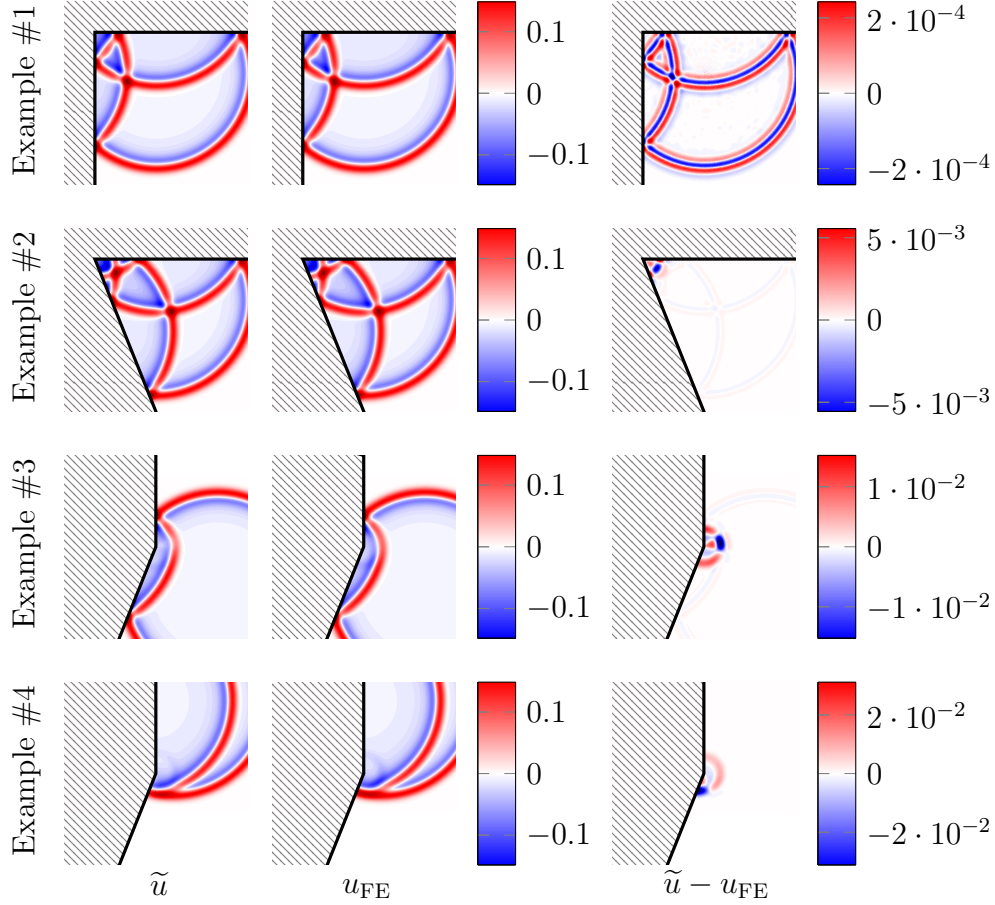 Example #1
0.1
0
−0.1
2 · 10⁻⁴
0
−2 · 10⁻⁴
Example #2
0.1
0
−0.1
5 · 10⁻³
0
−5 · 10⁻³
Example #3
0.1
0
−0.1
1 · 10⁻²
0
−1 · 10⁻²
Example #4
0.1
0
−0.1
2 · 10⁻²
0
−2 · 10⁻²
ũ
u_FE
ũ − u_FE